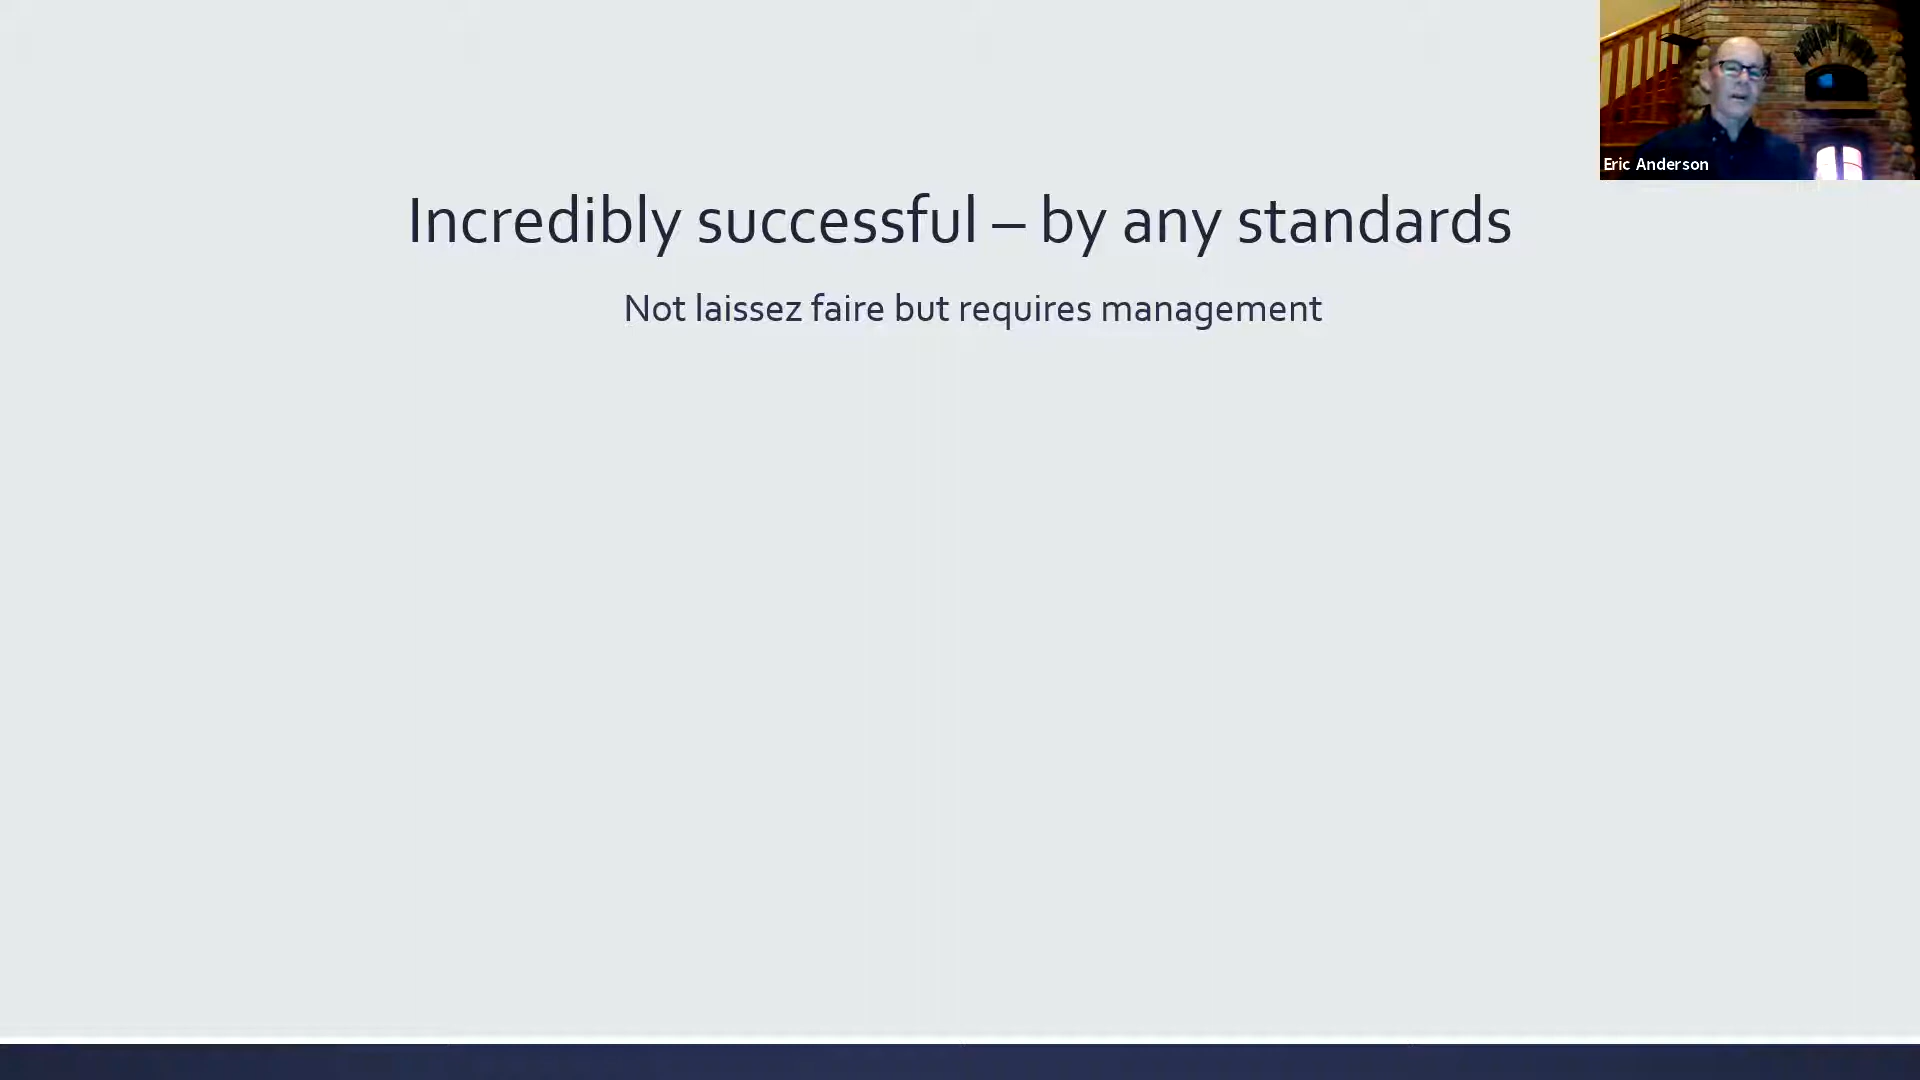 Eric Anderson
Incredibly successful – by any standards
Not laissez faire but requires management